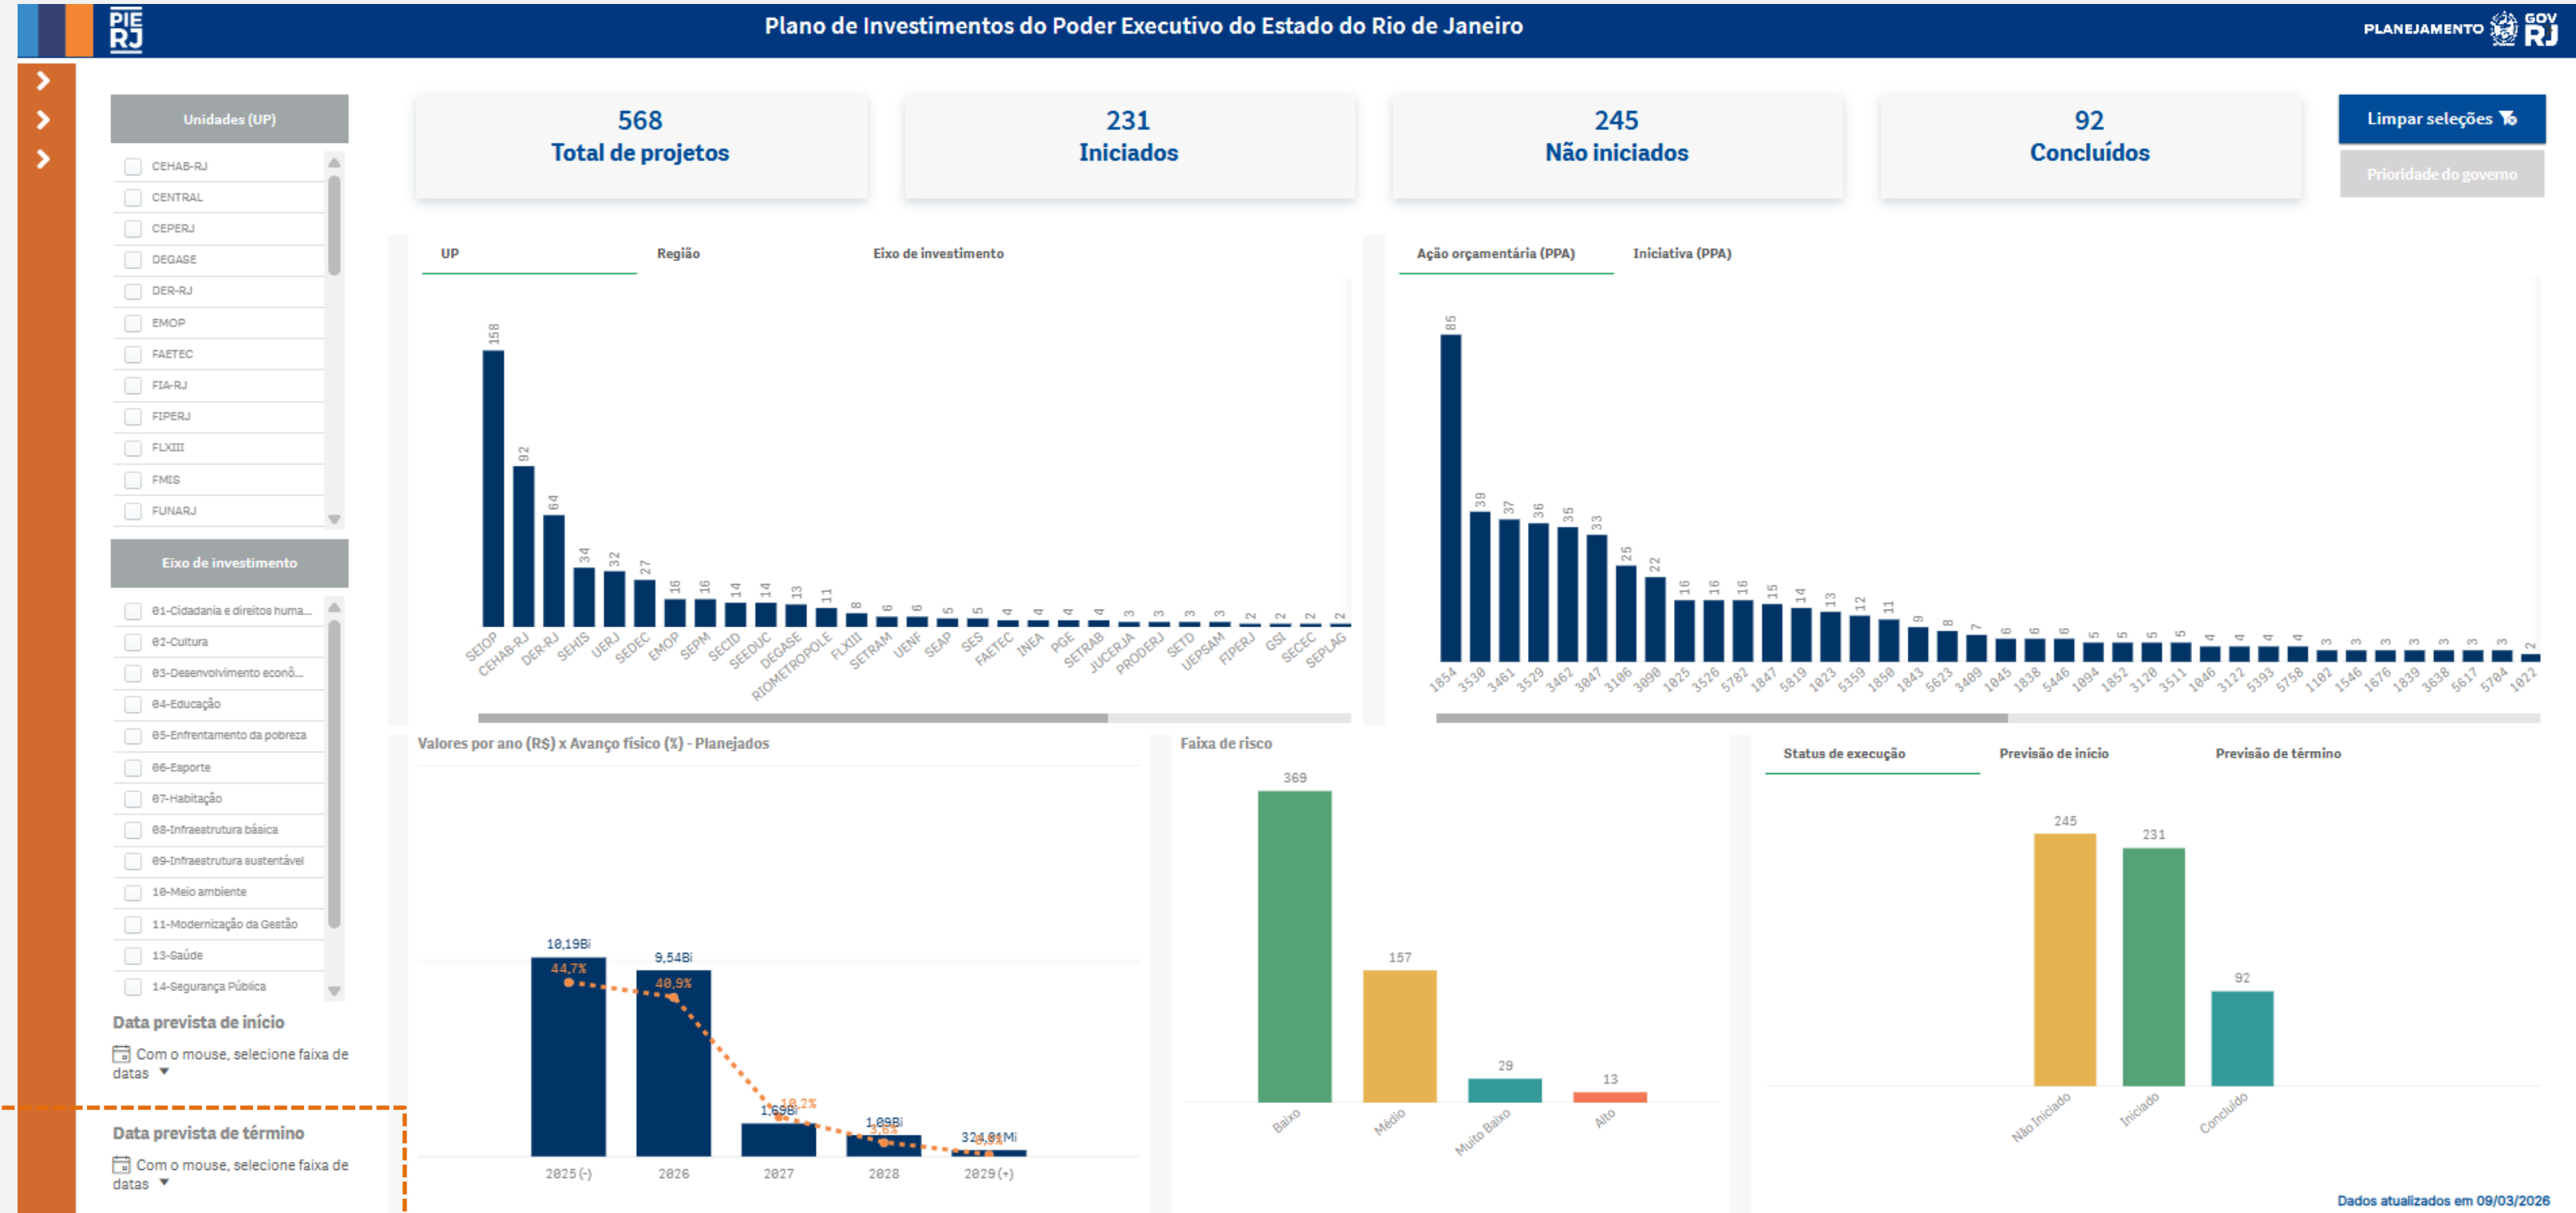 PIE
RJ
Plano de Investimentos do Poder Executivo do Estado do Rio de Janeiro
PLANEJAMENTO
GOV
RJ
Unidades (UP)
CEHAB-RJ
CENTRAL
CEPERJ
DEGASE
DER-RJ
EMOP
FAETEC
FIA-RJ
FIPERJ
FLXIII
FMIS
FUNARJ
Eixo de investimento
01-Cidadania e direitos huma...
02-Cultura
03-Desenvolvimento econô...
04-Educação
05-Enfrentamento da pobreza
06-Esporte
07-Habitação
08-Infraestrutura básica
09-Infraestrutura sustentável
10-Meio ambiente
11-Modernização da Gestão
13-Saúde
14-Segurança Pública
Data prevista de início
Com o mouse, selecione faixa de
datas
Data prevista de término
Com o mouse, selecione faixa de
datas
568
Total de projetos
231
Iniciados
245
Não iniciados
92
Concluídos
Limpar seleções
Prioridade do governo
UP Região Eixo de investimento
158 92 64 34 32 27 16 16 14 14 13 11 8 6 6 5 5 4 4 4 4 3 3 3 3 2 2 2 2
SEIOP CEHAB-RJ DER-RJ SEHIS UERJ SEDEC EMOP SEPM SECID SEEDUC DEGASE RIOMETROPOLE FLXIII SETRAM UENF SEAP SES FAETEC INEA PGE SETRAB JUCERJA PRODERJ SETD UEPSAM FIPERJ GSI SECEC SEPLAG
Ação orçamentária (PPA) Iniciativa (PPA)
85 39 37 36 35 33 25 22 16 16 16 15 14 13 12 11 9 8 7 6 6 6 5 5 5 5 4 4 4 4 3 3 3 3 3 3 3 2
1854 3530 3461 3529 3462 3047 3106 3090 1025 3526 5782 1847 5819 1023 5359 1850 1843 5623 3409 1045 1838 5446 1094 1852 3120 3511 1046 3122 5393 5758 1102 1546 1676 1839 3638 5617 5704 1022
Valores por ano (R$) x Avanço físico (%) - Planejados
10,19Bi 9,54Bi 1,69Bi 1,09Bi 324,91Mi
44,7% 40,9% 10,2% 3,6%
2025 (-) 2026 2027 2028 2029 (+)
Faixa de risco
369 157 29 13
Baixo Médio Muito Baixo Alto
Status de execução Previsão de início Previsão de término
245 231 92
Não Iniciado Iniciado Concluído
Dados atualizados em 09/03/2026